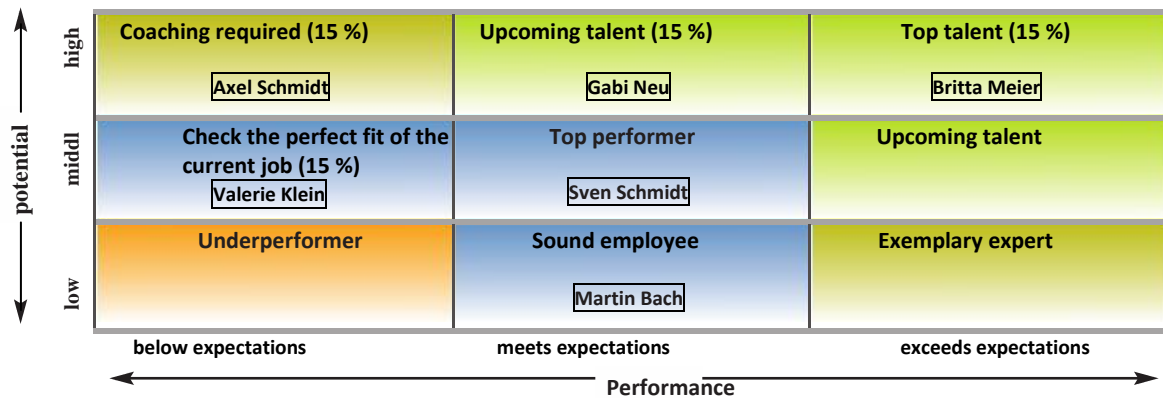 potential
high
Coaching required (15 %)
Upcoming talent (15 %)
Top talent (15 %)
Axel Schmidt
Gabi Neu
Britta Meier
middl
Check the perfect fit of the
current job (15 %)
Top performer
Upcoming talent
Valerie Klein
Sven Schmidt
low
Underperformer
Sound employee
Exemplary expert
Martin Bach
below expectations
meets expectations
exceeds expectations
Performance